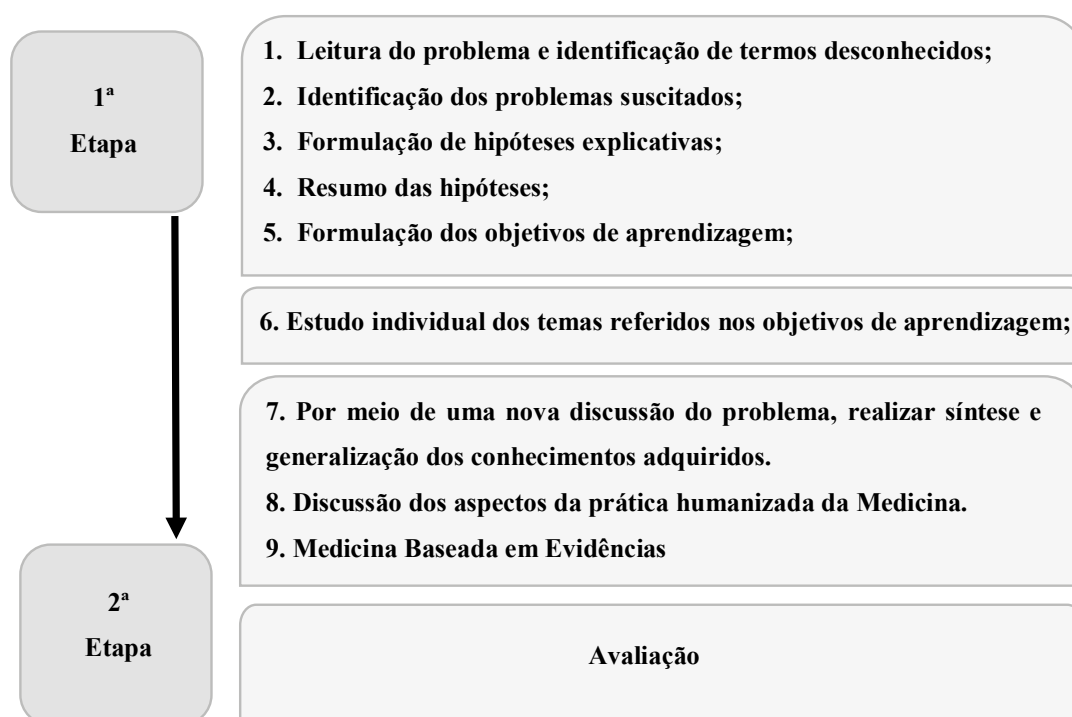 1ª
Etapa
1. Leitura do problema e identificação de termos desconhecidos;
2. Identificação dos problemas suscitados;
3. Formulação de hipóteses explicativas;
4. Resumo das hipóteses;
5. Formulação dos objetivos de aprendizagem;
6. Estudo individual dos temas referidos nos objetivos de aprendizagem;
7. Por meio de uma nova discussão do problema, realizar síntese e
generalização dos conhecimentos adquiridos.
8. Discussão dos aspectos da prática humanizada da Medicina.
9. Medicina Baseada em Evidências
2ª
Etapa
Avaliação